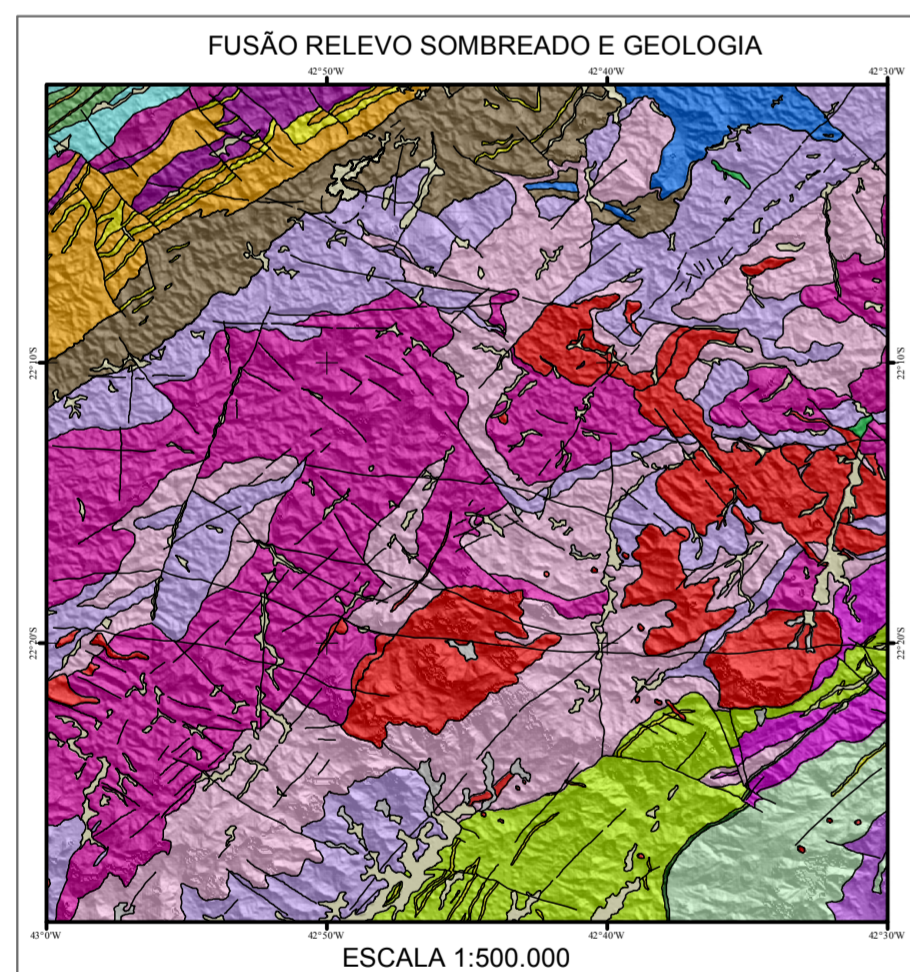 FUSÃO RELEVO SOMBREADO E GEOLOGIA
42°50'W 42°40'W 42°30'W
22°10'S 22°10'S
22°20'S 22°20'S
43°0'W 42°50'W 42°40'W 42°30'W
ESCALA 1:500.000